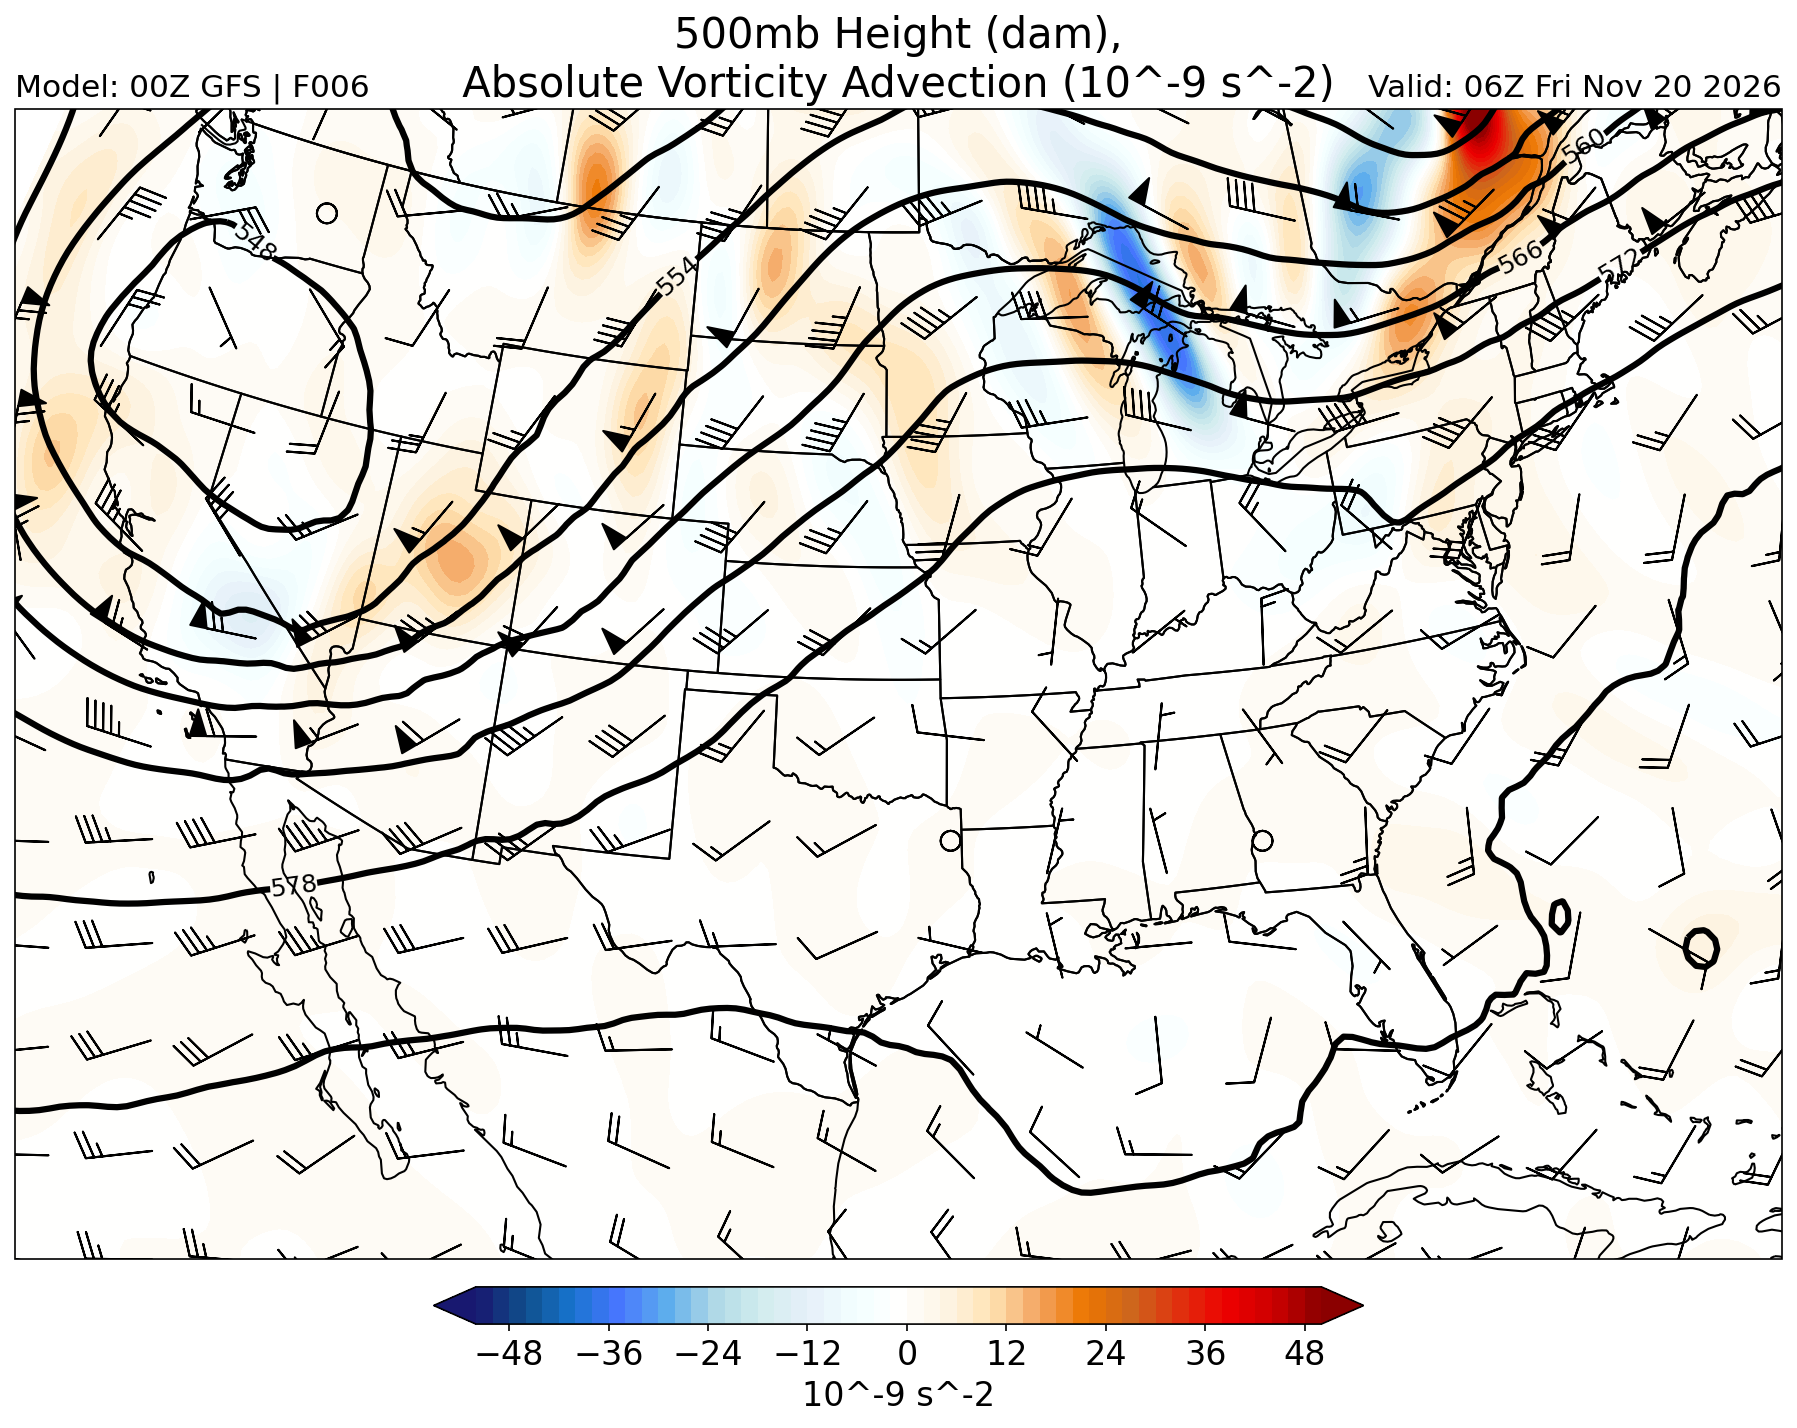 500mb Height (dam),
Absolute Vorticity Advection (10^-9 s^-2)
Model: 00Z GFS | F006
Valid: 06Z Fri Nov 20 2026
560
548
554
566
572
578
−48 −36 −24 −12 0 12 24 36 48
10^-9 s^-2